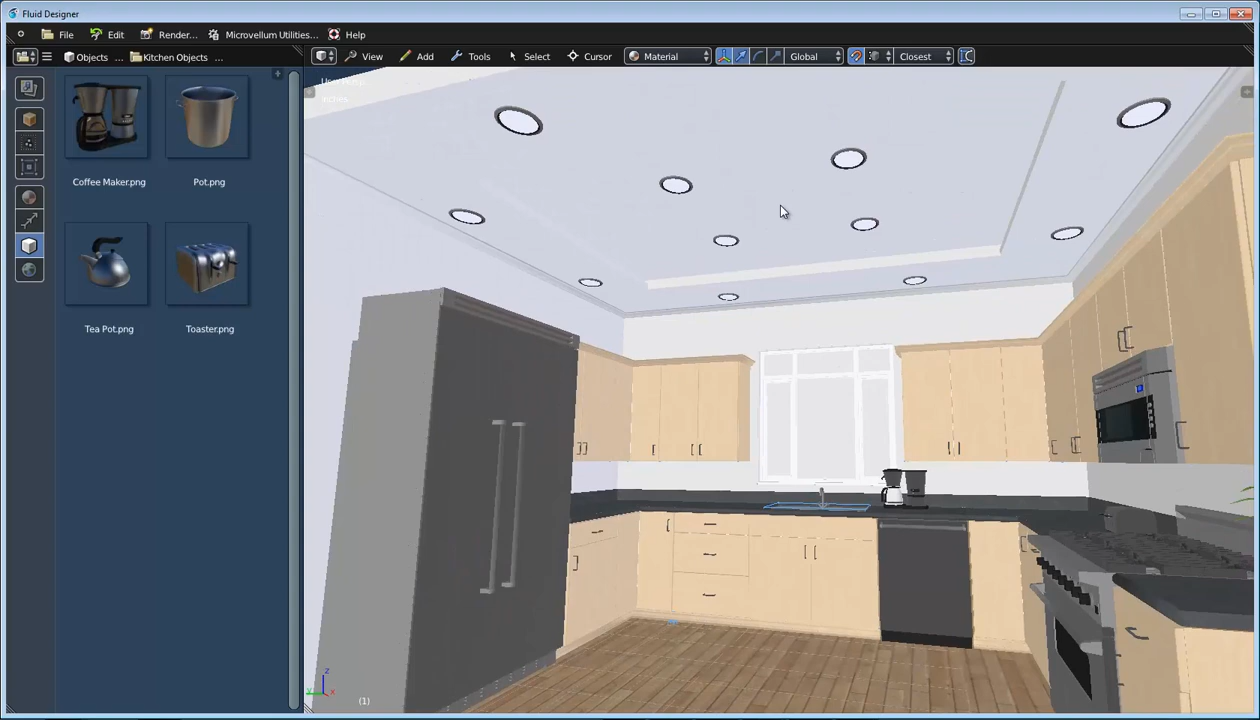 Fluid Designer
File Edit Render... Microvellum Utilities... Help
Objects ... Kitchen Objects ... View Add Tools Select Cursor Material Global Closest
Coffee Maker.png Pot.png
Tea Pot.png Toaster.png
z
x
(1)